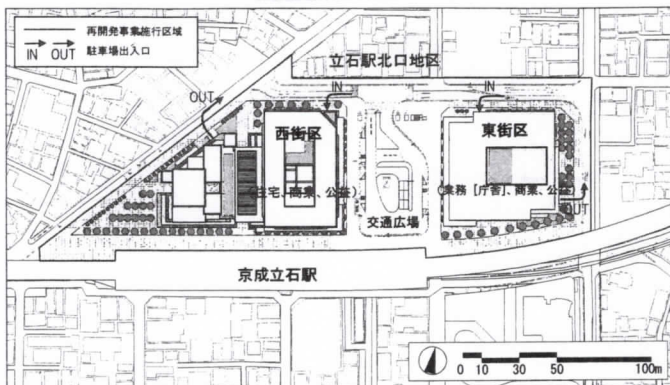 再開発事業施行区域
IN OUT 駐車場出入口
立石駅北口地区
OUT
IN
IN
西街区
東街区
(住宅、商業、公益)
(業務［庁舎］、商業、公益)
OUT
交通広場
京成立石駅
0 10 30 50 100m